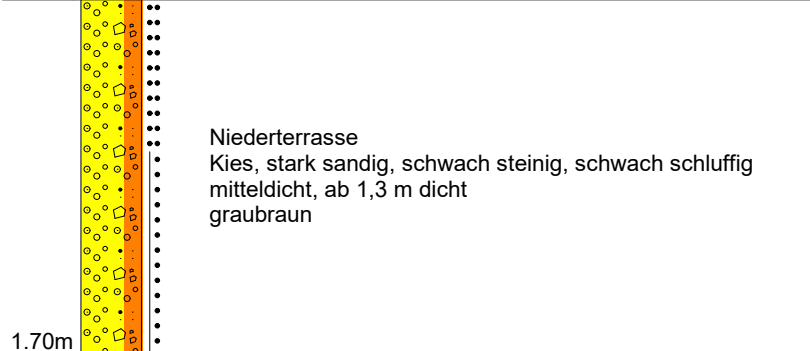 Niederterrasse
Kies, stark sandig, schwach steinig, schwach schluffig
mitteldicht, ab 1,3 m dicht
graubraun
1.70m